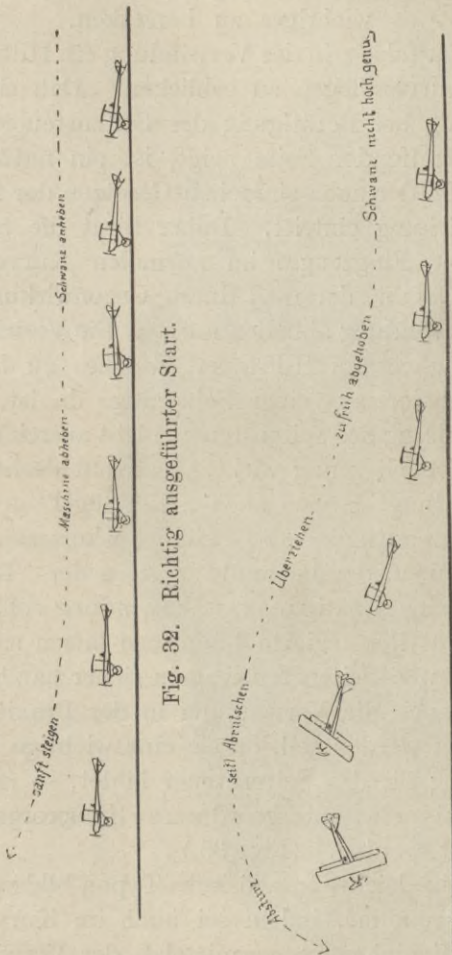 sanft steigen Maschine abheben Schwanz anheben
Fig. 32. Richtig ausgeführter Start.
Absturz seitl Abrutschen Überziehen zu früh abgehoben Schwanz nicht hoch genug